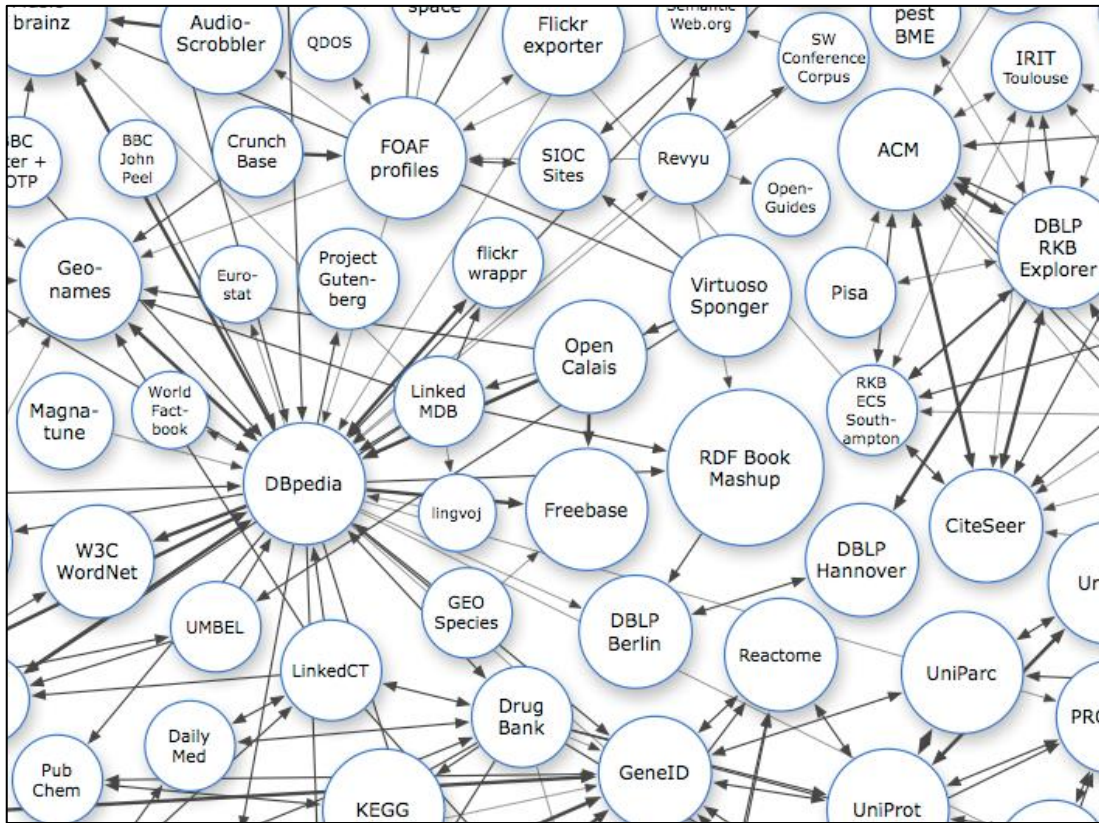 brainz
Audio-
Scrobbler
QDOS
space
Flickr
exporter
Web.org
SW
Conference
Corpus
pest
BME
IRIT
Toulouse
BBC
John
Peel
Crunch
Base
FOAF
profiles
SIOC
Sites
Revyu
Open-
Guides
ACM
DBLP
RKB
Explorer
Geo-
names
Euro-
stat
Project
Guten-
berg
flickr
wrappr
Virtuoso
Sponger
Pisa
Open
Calais
Magna-
tune
World
Fact-
book
Linked
MDB
RKB
ECS
South-
ampton
DBpedia
RDF Book
Mashup
lingvoj
Freebase
CiteSeer
W3C
WordNet
DBLP
Hannover
UMBEL
GEO
Species
DBLP
Berlin
Reactome
LinkedCT
UniParc
Drug
Bank
Daily
Med
Pub
Chem
GeneID
KEGG
UniProt